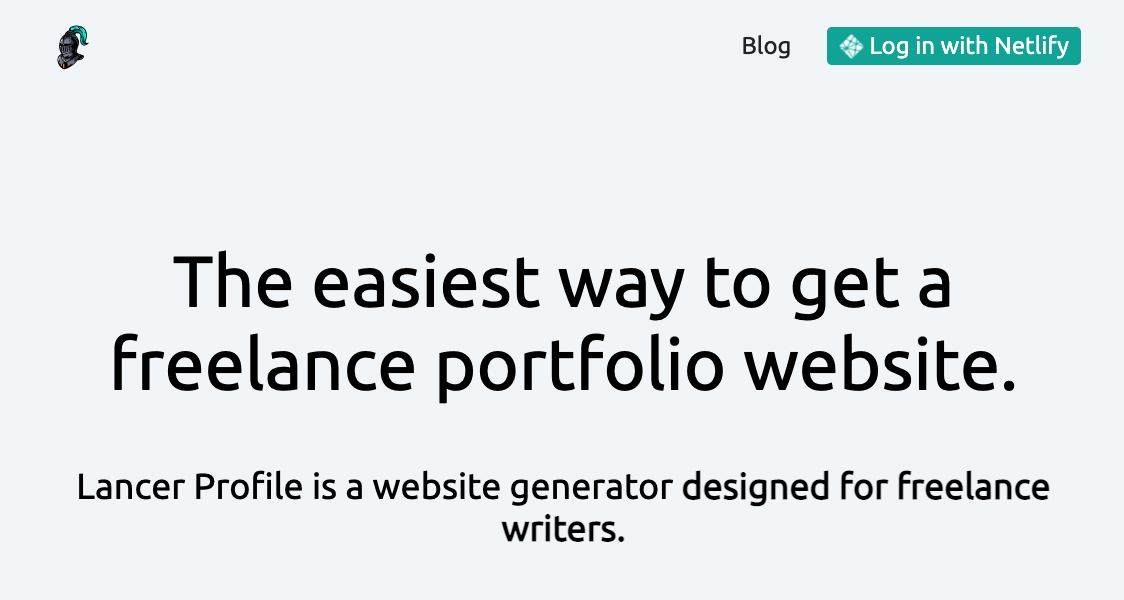 Blog
Log in with Netlify
The easiest way to get a
freelance portfolio website.
Lancer Profile is a website generator designed for freelance
writers.